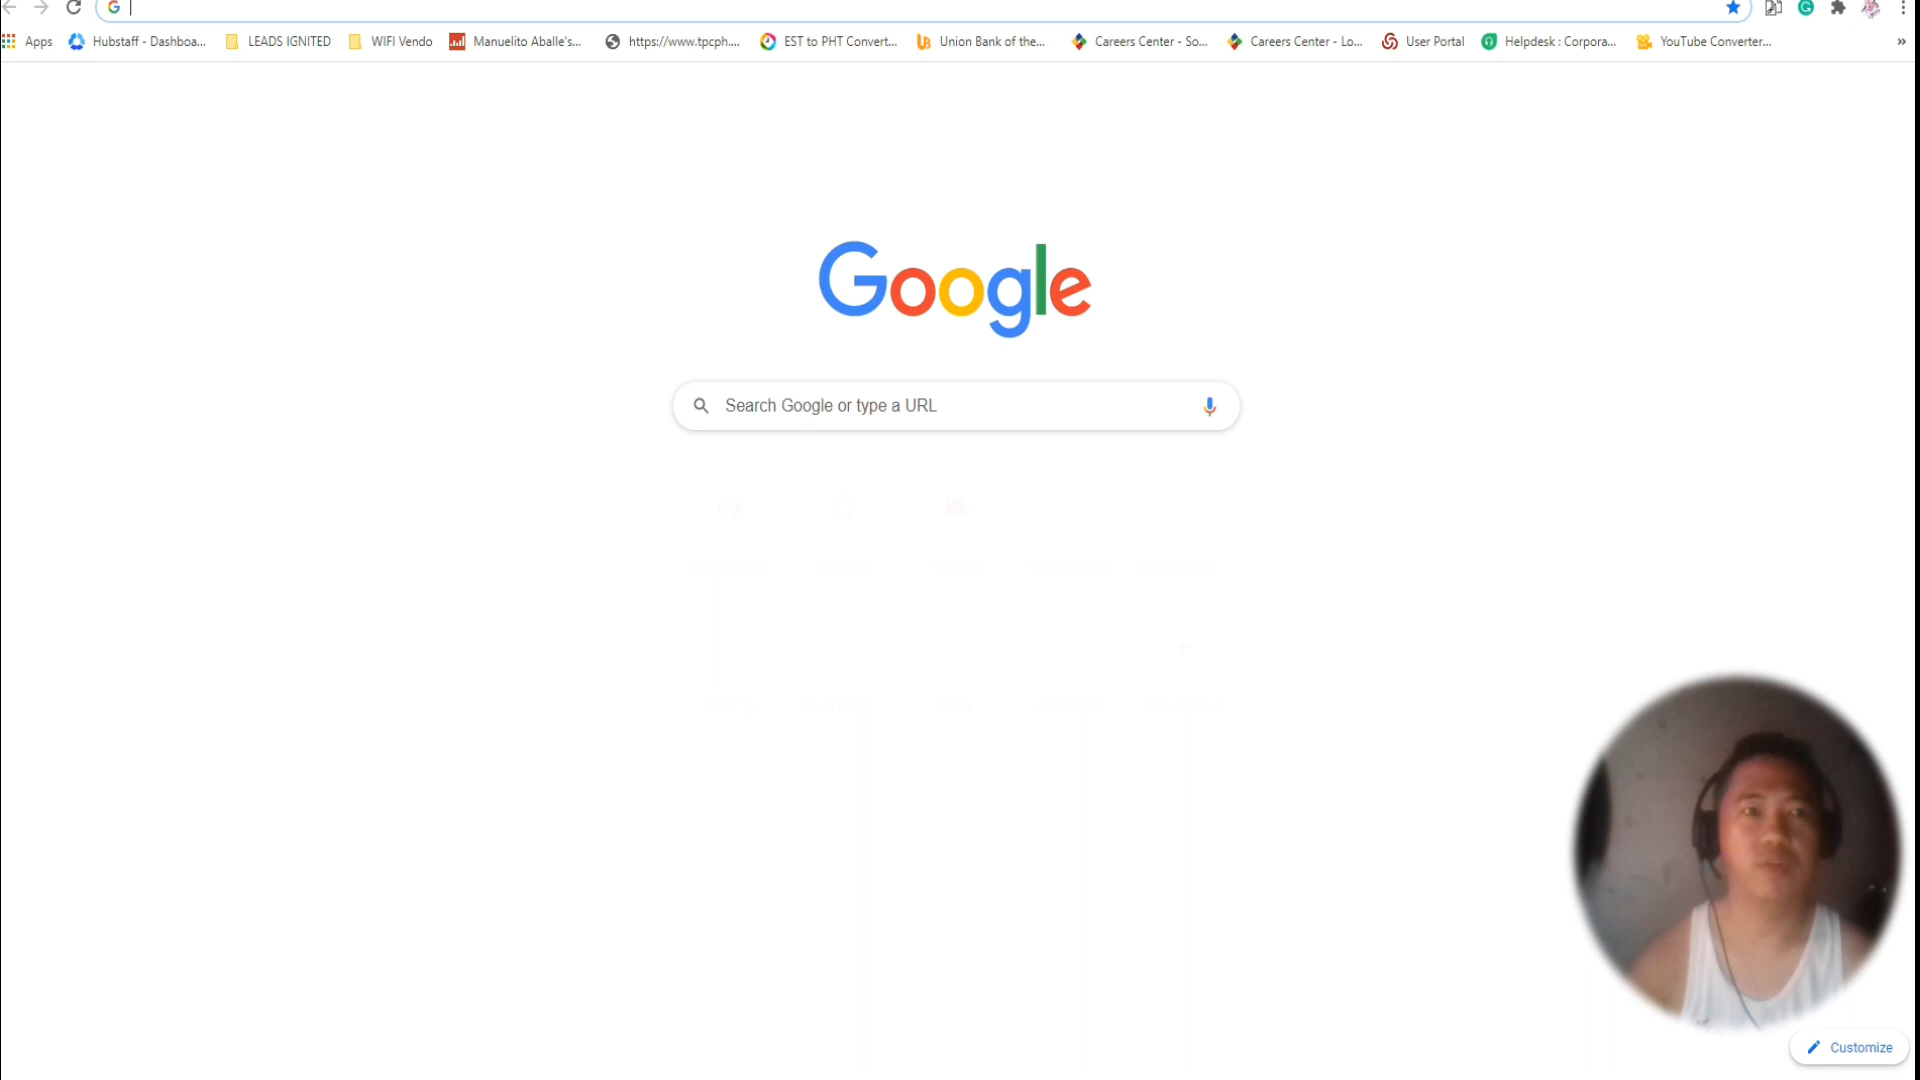 Apps Hubstaff - Dashboa... LEADS IGNITED WIFI Vendo Manuelito Aballe's... https://www.tpcph.... EST to PHT Convert... Union Bank of the... Careers Center - So... Careers Center - Lo... User Portal Helpdesk : Corpora... YouTube Converter... »
Google
Search Google or type a URL
Customize